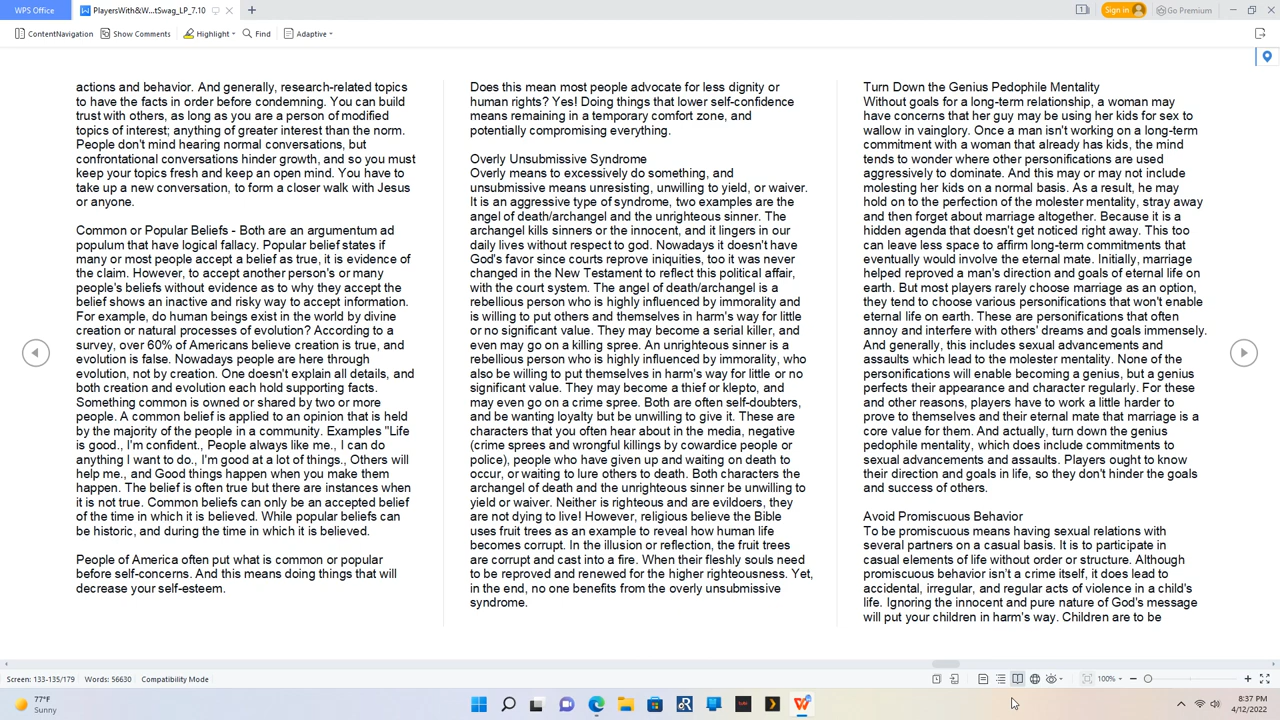 WPS Office
PlayersWith&W...tSwag_LP_7.10
Sign in
Go Premium
ContentNavigation
Show Comments
Highlight
Find
Adaptive
actions and behavior. And generally, research-related topics
to have the facts in order before condemning. You can build
trust with others, as long as you are a person of modified
topics of interest; anything of greater interest than the norm.
People don't mind hearing normal conversations, but
confrontational conversations hinder growth, and so you must
keep your topics fresh and keep an open mind. You have to
take up a new conversation, to form a closer walk with Jesus
or anyone.
Common or Popular Beliefs - Both are an argumentum ad
populum that have logical fallacy. Popular belief states if
many or most people accept a belief as true, it is evidence of
the claim. However, to accept another person's or many
people's beliefs without evidence as to why they accept the
belief shows an inactive and risky way to accept information.
For example, do human beings exist in the world by divine
creation or natural processes of evolution? According to a
survey, over 60% of Americans believe creation is true, and
evolution is false. Nowadays people are here through
evolution, not by creation. One doesn't explain all details, and
both creation and evolution each hold supporting facts.
Something common is owned or shared by two or more
people. A common belief is applied to an opinion that is held
by the majority of the people in a community. Examples "Life
is good., I'm confident., People always like me., I can do
anything I want to do., I'm good at a lot of things., Others will
help me., and Good things happen when you make them
happen. The belief is often true but there are instances when
it is not true. Common beliefs can only be an accepted belief
of the time in which it is believed. While popular beliefs can
be historic, and during the time in which it is believed.
People of America often put what is common or popular
before self-concerns. And this means doing things that will
decrease your self-esteem.
Does this mean most people advocate for less dignity or
human rights? Yes! Doing things that lower self-confidence
means remaining in a temporary comfort zone, and
potentially compromising everything.
Overly Unsubmissive Syndrome
Overly means to excessively do something, and
unsubmissive means unresisting, unwilling to yield, or waiver.
It is an aggressive type of syndrome, two examples are the
angel of death/archangel and the unrighteous sinner. The
archangel kills sinners or the innocent, and it lingers in our
daily lives without respect to god. Nowadays it doesn't have
God's favor since courts reprove iniquities, too it was never
changed in the New Testament to reflect this political affair,
with the court system. The angel of death/archangel is a
rebellious person who is highly influenced by immorality and
is willing to put others and themselves in harm's way for little
or no significant value. They may become a serial killer, and
even may go on a killing spree. An unrighteous sinner is a
rebellious person who is highly influenced by immorality, who
also be willing to put themselves in harm's way for little or no
significant value. They may become a thief or klepto, and
may even go on a crime spree. Both are often self-doubters,
and be wanting loyalty but be unwilling to give it. These are
characters that you often hear about in the media, negative
(crime sprees and wrongful killings by cowardice people or
police), people who have given up and waiting on death to
occur, or waiting to lure others to death. Both characters the
archangel of death and the unrighteous sinner be unwilling to
yield or waiver. Neither is righteous and are evildoers, they
are not dying to live! However, religious believe the Bible
uses fruit trees as an example to reveal how human life
becomes corrupt. In the illusion or reflection, the fruit trees
are corrupt and cast into a fire. When their fleshly souls need
to be reproved and renewed for the higher righteousness. Yet,
in the end, no one benefits from the overly unsubmissive
syndrome.
Turn Down the Genius Pedophile Mentality
Without goals for a long-term relationship, a woman may
have concerns that her guy may be using her kids for sex to
wallow in vainglory. Once a man isn't working on a long-term
commitment with a woman that already has kids, the mind
tends to wonder where other personifications are used
aggressively to dominate. And this may or may not include
molesting her kids on a normal basis. As a result, he may
hold on to the perfection of the molester mentality, stray away
and then forget about marriage altogether. Because it is a
hidden agenda that doesn't get noticed right away. This too
can leave less space to affirm long-term commitments that
eventually would involve the eternal mate. Initially, marriage
helped reproved a man's direction and goals of eternal life on
earth. But most players rarely choose marriage as an option,
they tend to choose various personifications that won't enable
eternal life on earth. These are personifications that often
annoy and interfere with others' dreams and goals immensely.
And generally, this includes sexual advancements and
assaults which lead to the molester mentality. None of the
personifications will enable becoming a genius, but a genius
perfects their appearance and character regularly. For these
and other reasons, players have to work a little harder to
prove to themselves and their eternal mate that marriage is a
core value for them. And actually, turn down the genius
pedophile mentality, which does include commitments to
sexual advancements and assaults. Players ought to know
their direction and goals in life, so they don't hinder the goals
and success of others.
Avoid Promiscuous Behavior
To be promiscuous means having sexual relations with
several partners on a casual basis. It is to participate in
casual elements of life without order or structure. Although
promiscuous behavior isn't a crime itself, it does lead to
accidental, irregular, and regular acts of violence in a child's
life. Ignoring the innocent and pure nature of God's message
will put your children in harm's way. Children are to be
Screen: 133-135/179
Words: 56630
Compatibility Mode
100%
77°F
Sunny
6:37 PM
4/12/2022